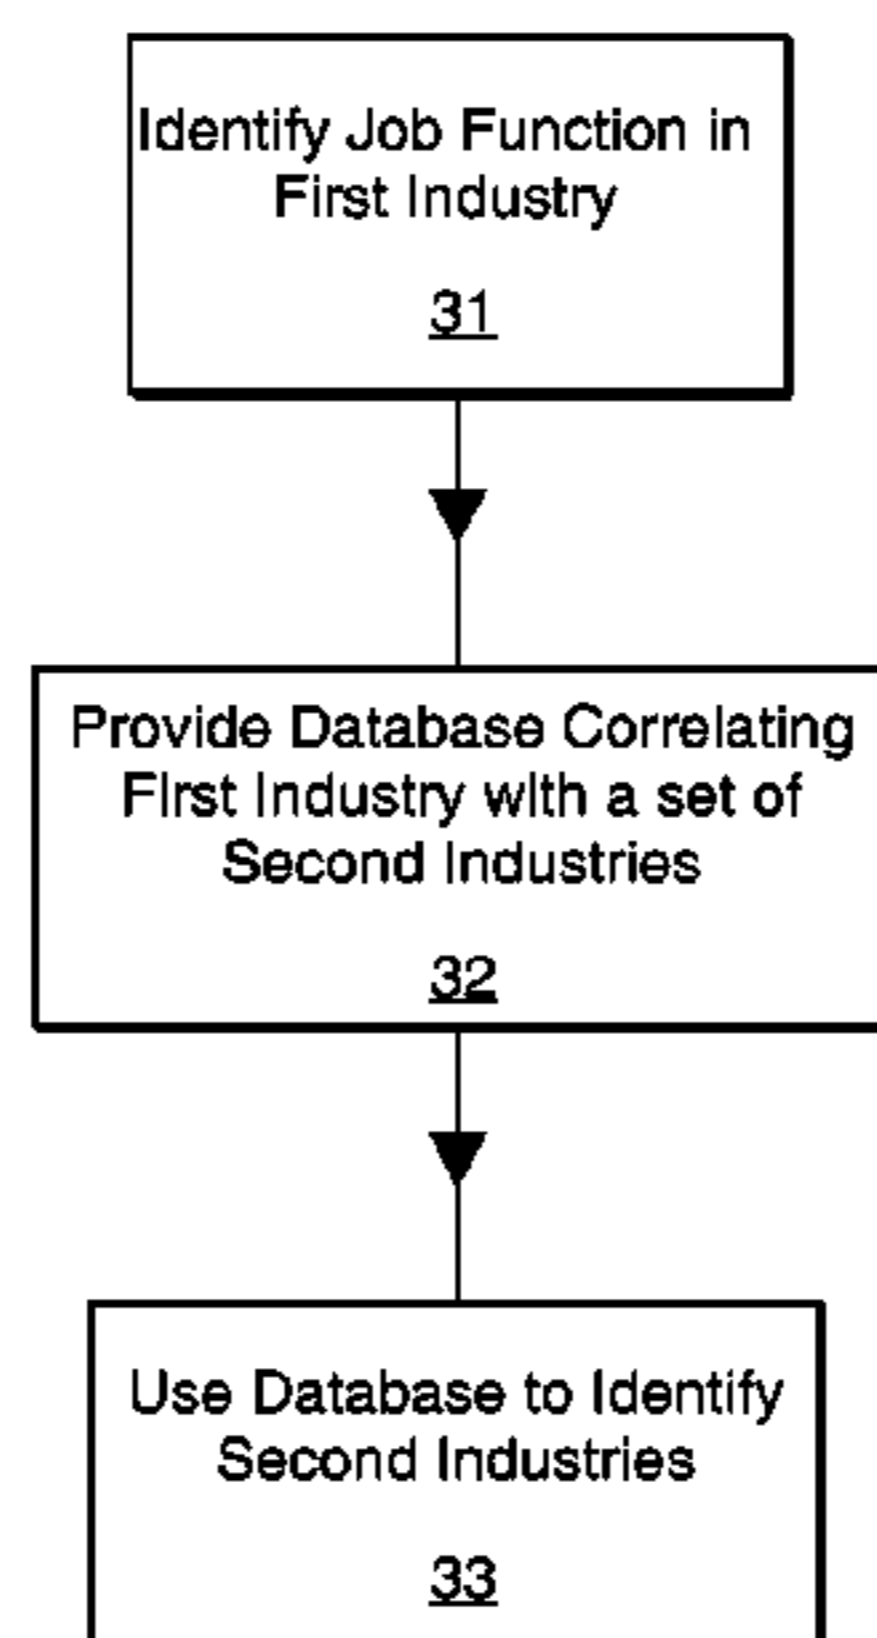 Identify Job Function in
First Industry
31
Provide Database Correlating
First Industry with a set of
Second Industries
32
Use Database to Identify
Second Industries
33